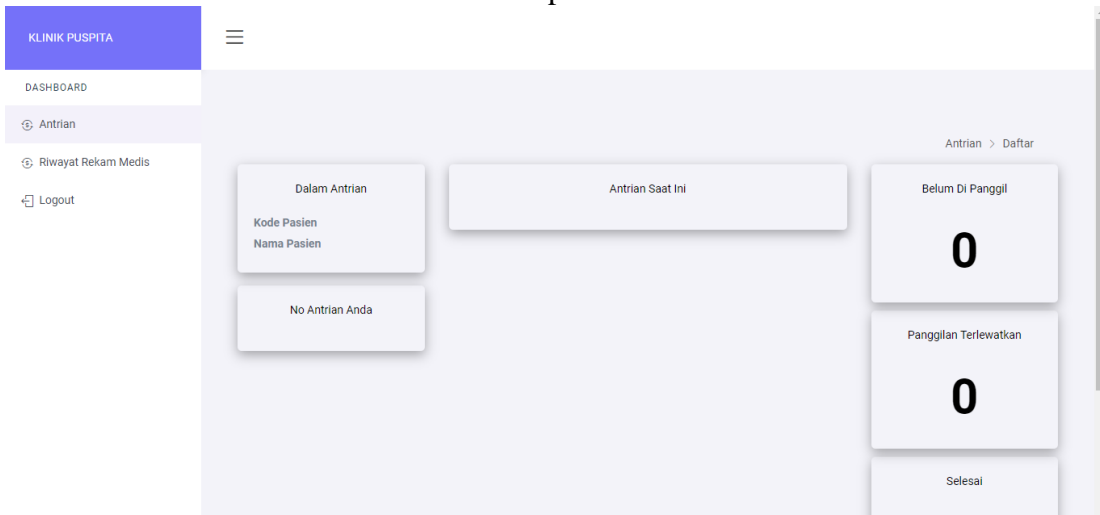 KLINIK PUSPITA
DASHBOARD
Antrian
Riwayat Rekam Medis
Logout
Antrian > Daftar
Dalam Antrian
Kode Pasien
Nama Pasien
No Antrian Anda
Antrian Saat Ini
Belum Di Panggil
0
Panggilan Terlewatkan
0
Selesai